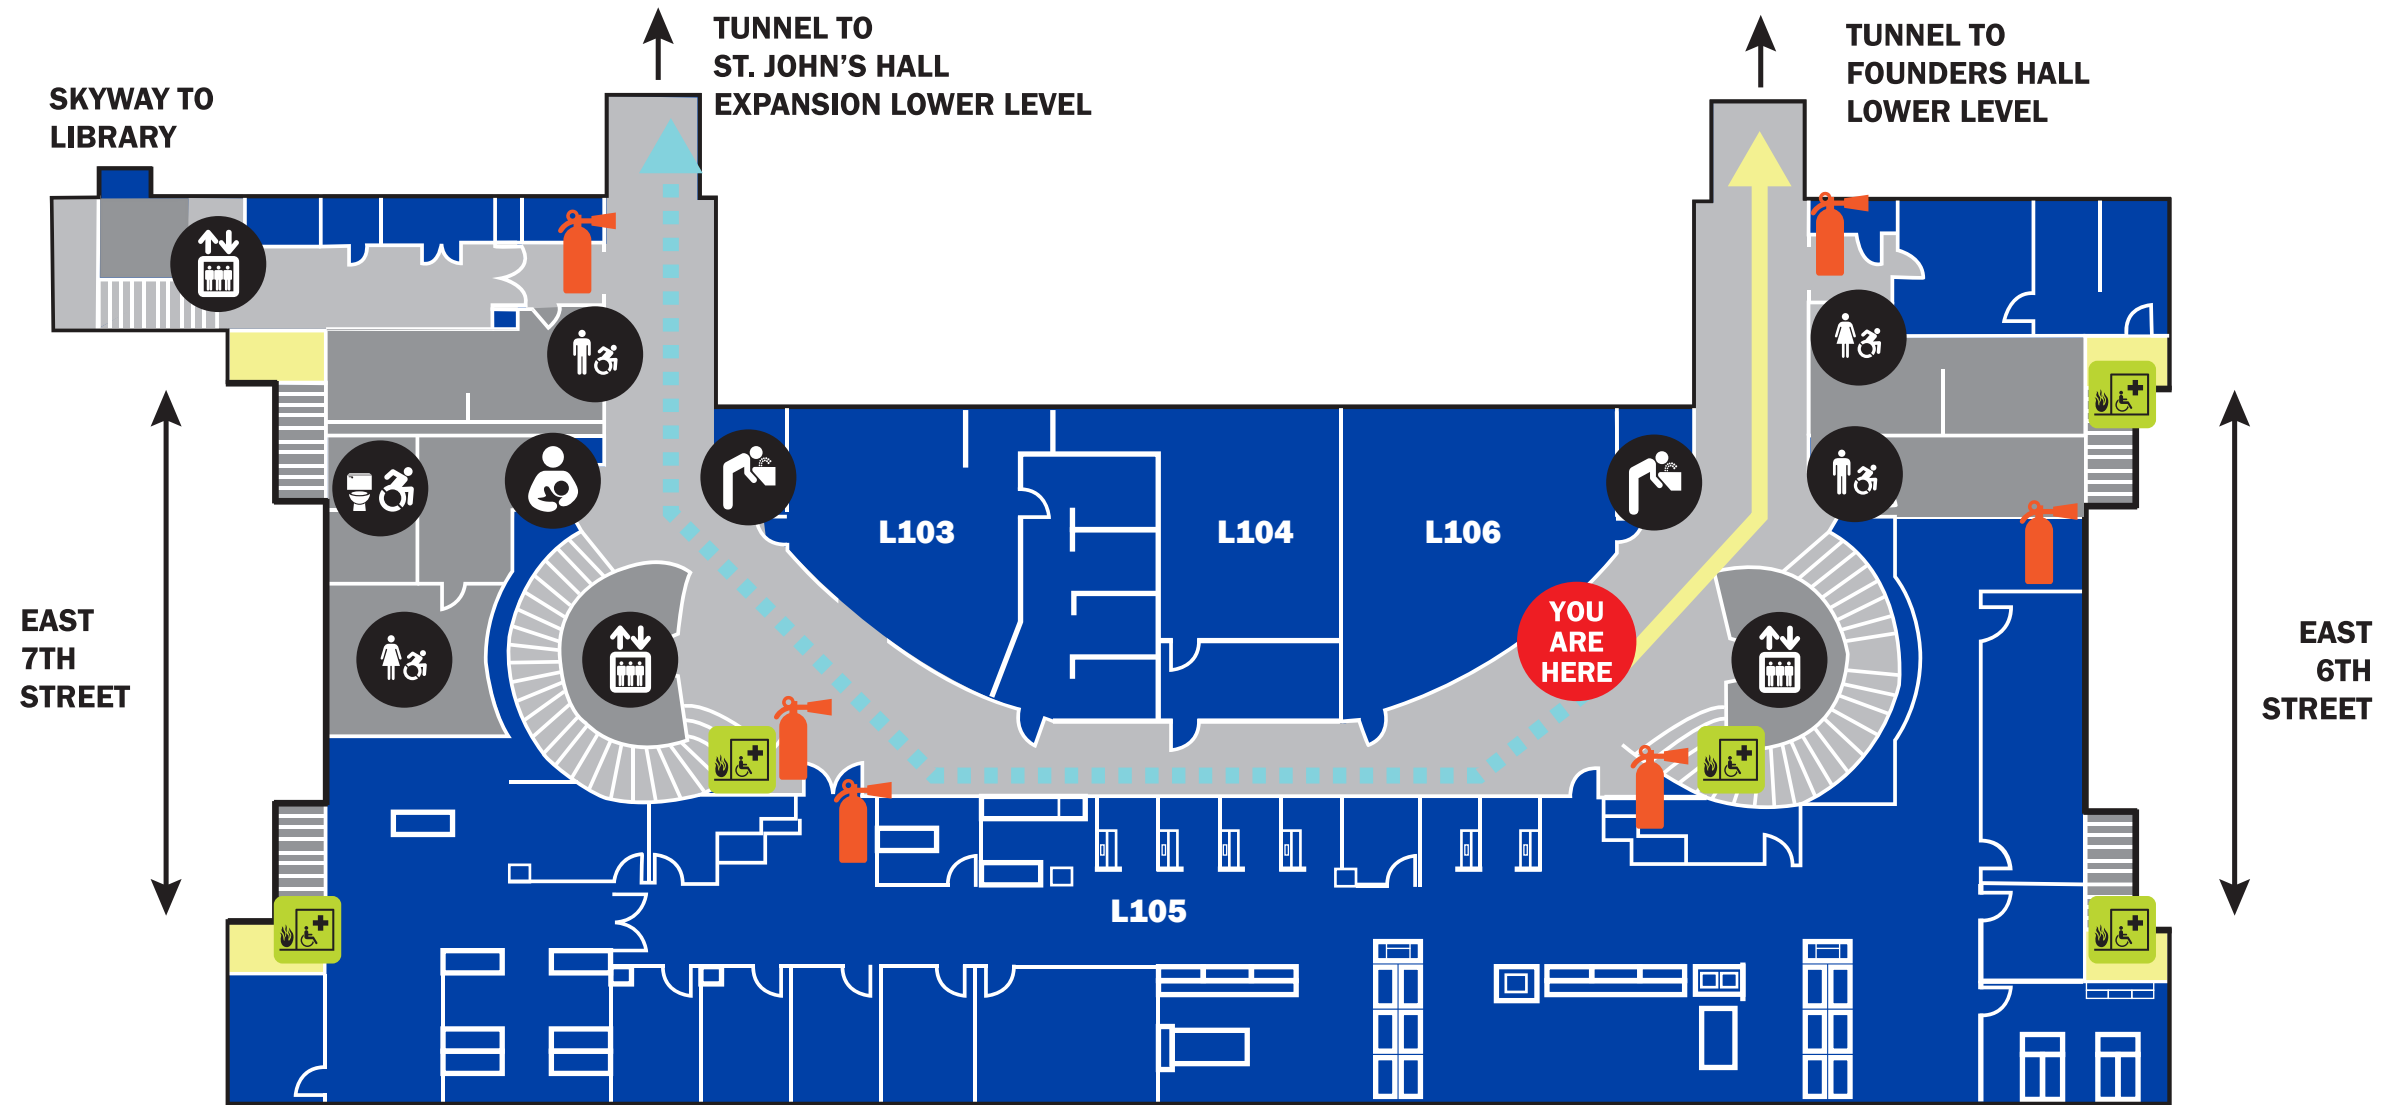 TUNNEL TO
ST. JOHN'S HALL
EXPANSION LOWER LEVEL
TUNNEL TO
FOUNDERS HALL
LOWER LEVEL
SKYWAY TO
LIBRARY
L103
L104
L106
YOU
ARE
HERE
EAST
7TH
STREET
EAST
6TH
STREET
L105